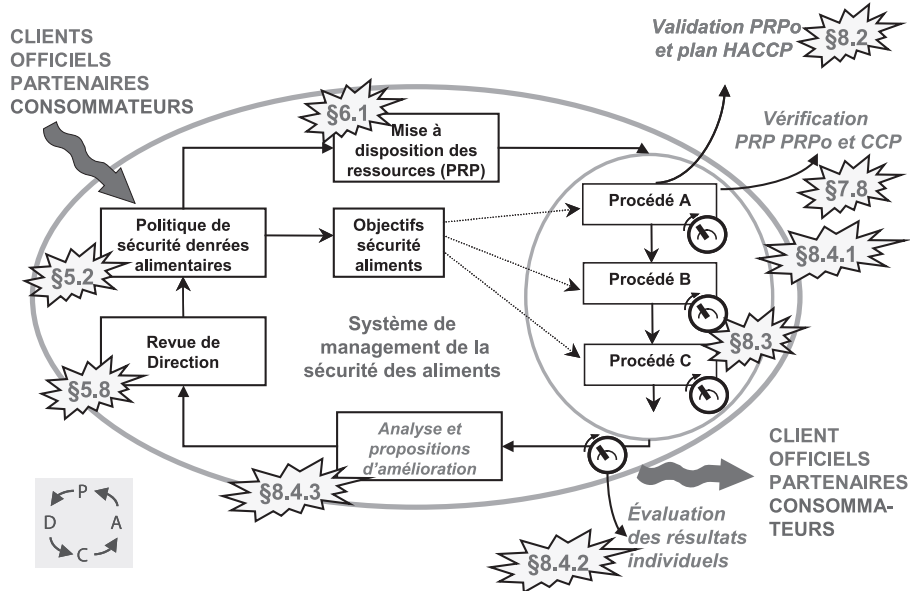 CLIENTS
OFFICIELS
PARTENAIRES
CONSOMMATEURS
Validation PRPo
et plan HACCP
§8.2
§6.1
Mise à
disposition des
ressources (PRP)
Vérification
PRP PRPo et CCP
§7.8
§8.4.1
Politique de
sécurité denrées
alimentaires
§5.2
Objectifs
sécurité
aliments
Procédé A
Procédé B
Procédé C
§8.3
Revue de
Direction
§5.8
Système de
management de la
sécurité des aliments
Analyse et
propositions
d'amélioration
§8.4.3
CLIENT
OFFICIELS
PARTENAIRES
CONSOMMA-
TEURS
Évaluation
des résultats
individuels
§8.4.2
P
D
A
C